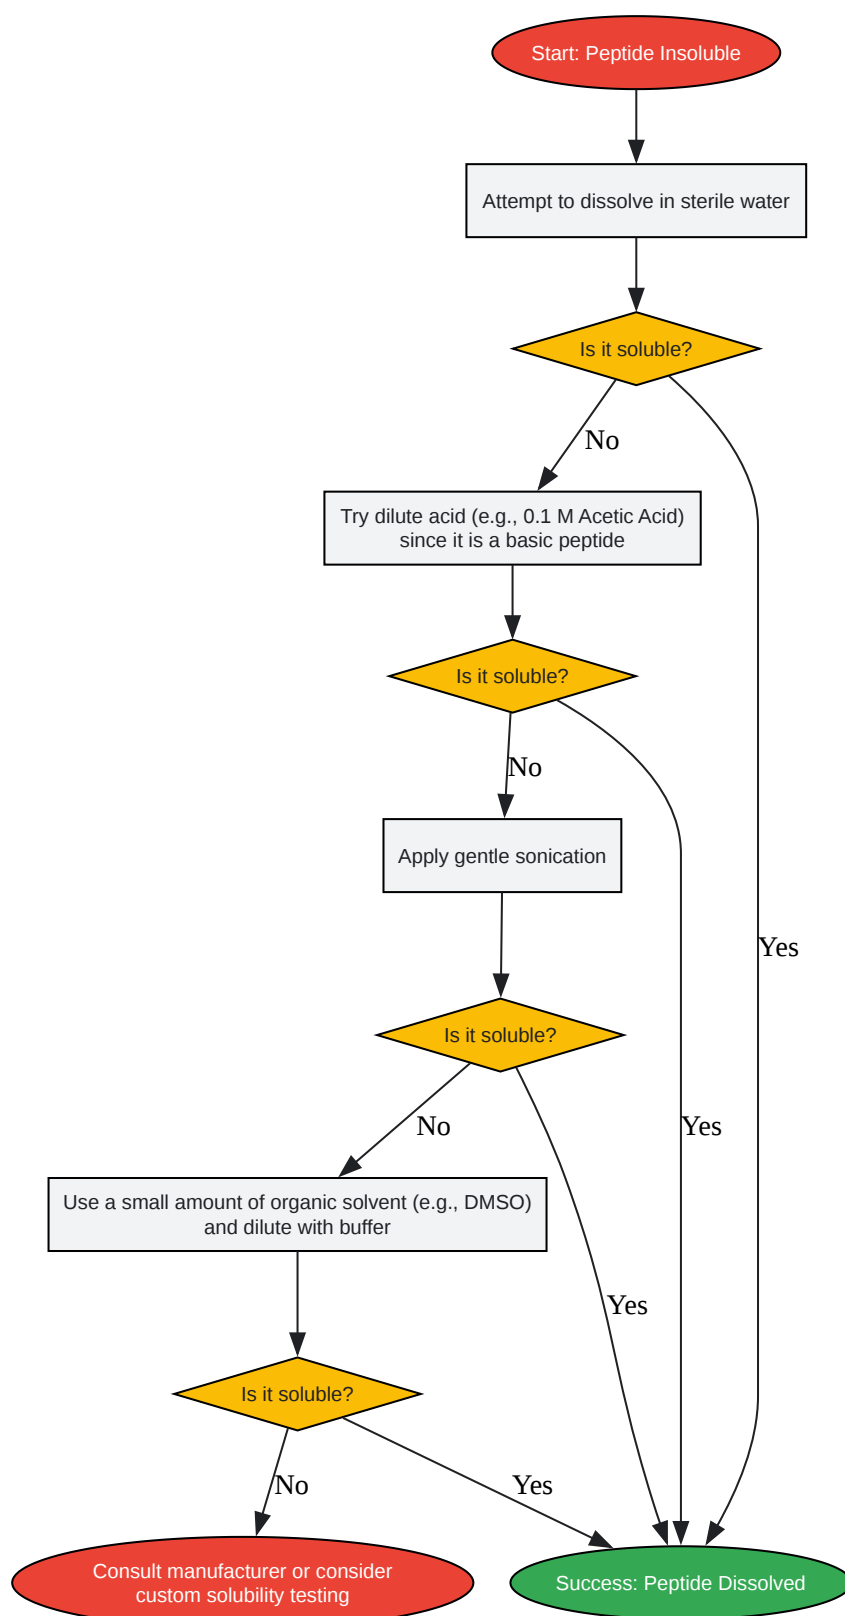 Start: Peptide Insoluble
Attempt to dissolve in sterile water
Is it soluble?
No
Try dilute acid (e.g., 0.1 M Acetic Acid)
since it is a basic peptide
Is it soluble?
No
Apply gentle sonication
Yes
Is it soluble?
No
Yes
Use a small amount of organic solvent (e.g., DMSO)
and dilute with buffer
Yes
Is it soluble?
No
Yes
Consult manufacturer or consider
custom solubility testing
Success: Peptide Dissolved